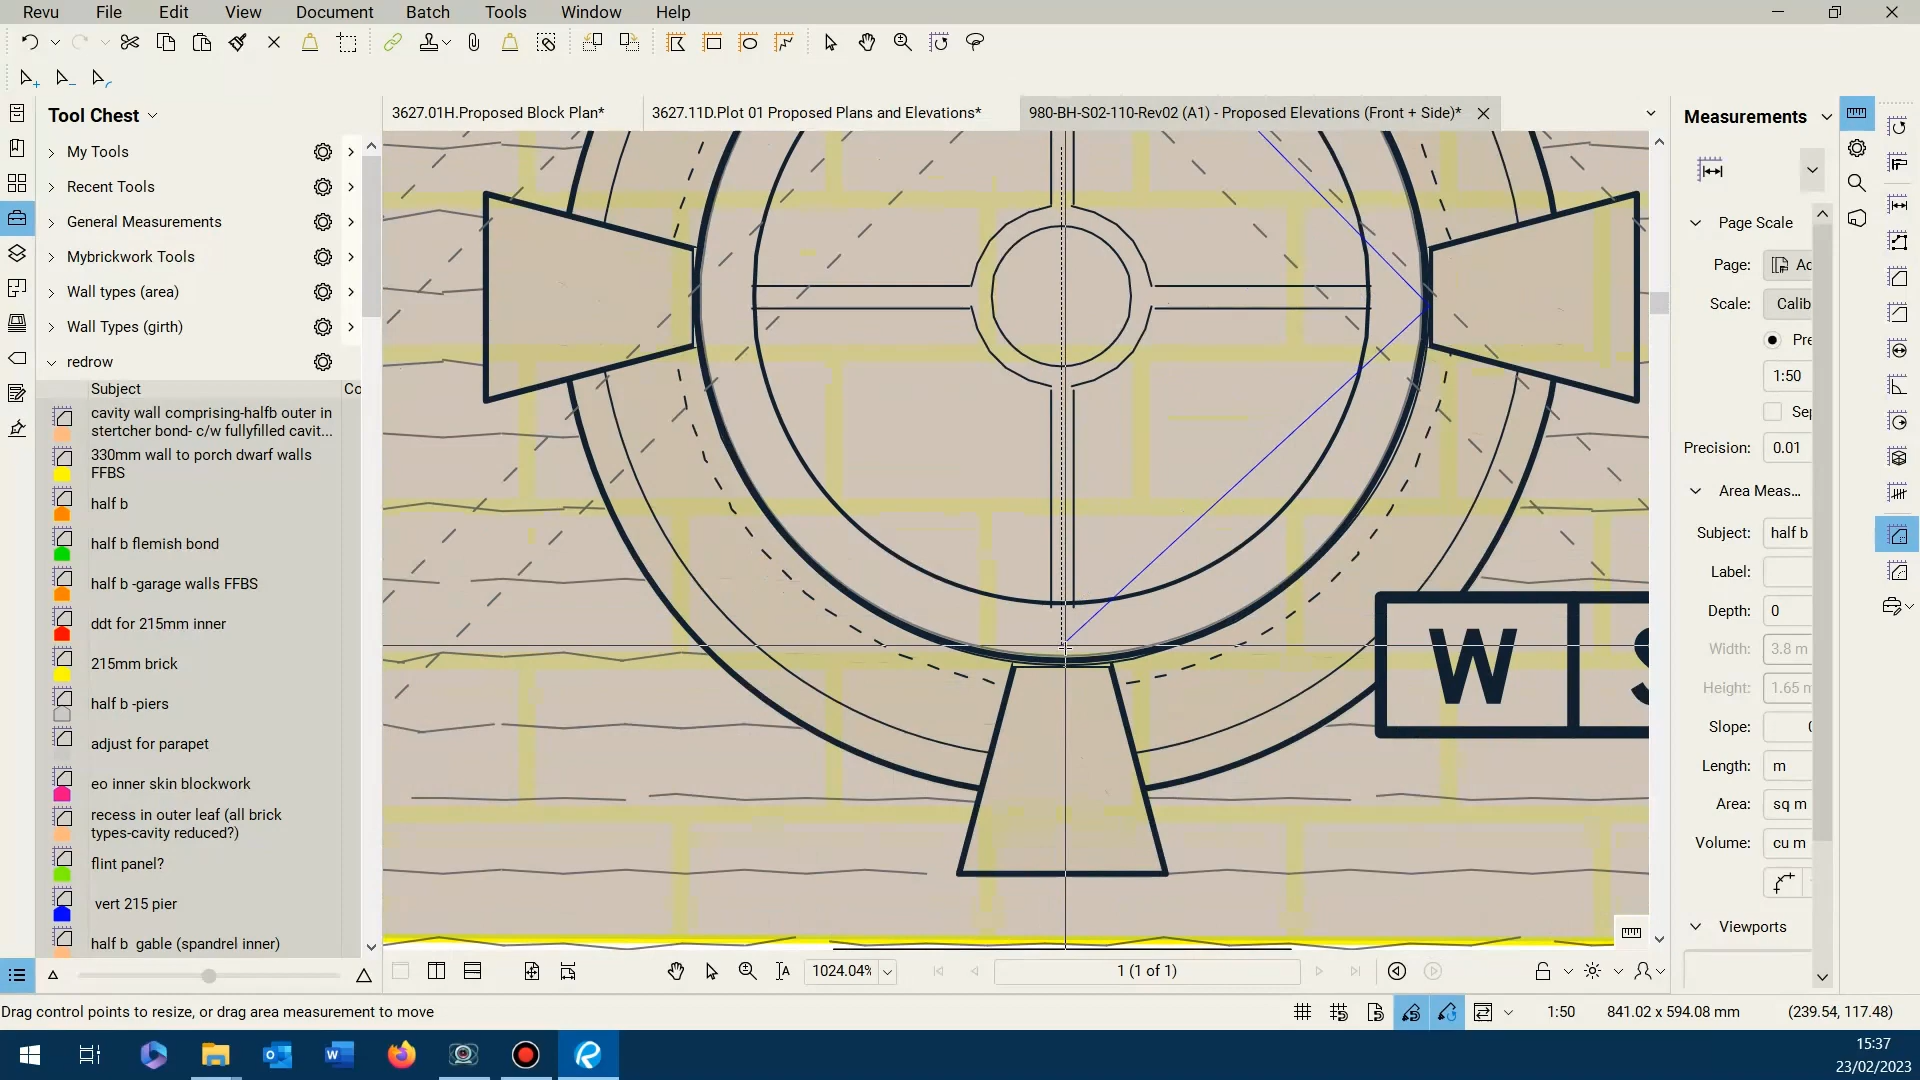 Revu File Edit View Document Batch Tools Window Help
Tool Chest
3627.01H.Proposed Block Plan*
3627.11D.Plot 01 Proposed Plans and Elevations*
980-BH-S02-110-Rev02 (A1) - Proposed Elevations (Front + Side)*
Measurements
My Tools
Recent Tools
General Measurements
Mybrickwork Tools
Wall types (area)
Wall Types (girth)
redrow
Subject Co
cavity wall comprising-halfb outer in
stertcher bond- c/w fullyfilled cavit...
330mm wall to porch dwarf walls
FFBS
half b
half b flemish bond
half b -garage walls FFBS
ddt for 215mm inner
215mm brick
half b -piers
adjust for parapet
eo inner skin blockwork
recess in outer leaf (all brick
types-cavity reduced?)
flint panel?
vert 215 pier
half b gable (spandrel inner)
W S
Page Scale
Page: Ac
Scale: Calib
Pre
1:50
Sep
Precision: 0.01
Area Meas...
Subject: half b
Label:
Depth: 0
Width: 3.8 m
Height: 1.65 m
Slope: 0
Length: m
Area: sq m
Volume: cu m
Viewports
1024.04%
1 (1 of 1)
Drag control points to resize, or drag area measurement to move
1:50 841.02 x 594.08 mm (239.54, 117.48)
15:37
23/02/2023